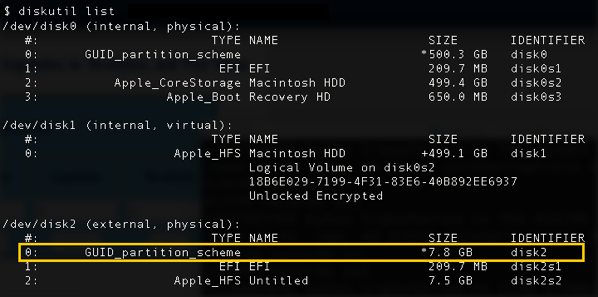 $ diskutil list
/dev/disk0 (internal, physical):
   #:                       TYPE NAME                    SIZE       IDENTIFIER
   0:      GUID_partition_scheme                        *500.3 GB   disk0
   1:                        EFI EFI                     209.7 MB   disk0s1
   2:          Apple_CoreStorage Macintosh HDD           499.4 GB   disk0s2
   3:                 Apple_Boot Recovery HD             650.0 MB   disk0s3
/dev/disk1 (internal, virtual):
   #:                       TYPE NAME                    SIZE       IDENTIFIER
   0:                  Apple_HFS Macintosh HDD          +499.1 GB   disk1
                                 Logical Volume on disk0s2
                                 18B6E029-7199-4F31-83E6-40B892EE6937
                                 Unlocked Encrypted
/dev/disk2 (external, physical):
   #:                       TYPE NAME                    SIZE       IDENTIFIER
   0:      GUID_partition_scheme                        *7.8 GB     disk2
   1:                        EFI EFI                     209.7 MB   disk2s1
   2:                  Apple_HFS Untitled                7.5 GB     disk2s2